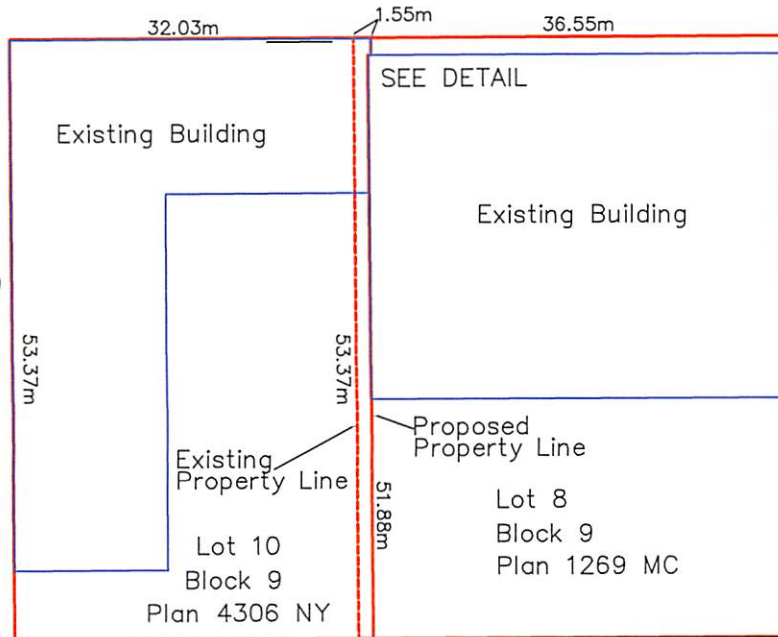 32.03m
1.55m
36.55m
SEE DETAIL
Existing Building
Existing Building
53.37m
53.37m
Existing
Property Line
Proposed
Property Line
51.88m
Lot 10
Block 9
Plan 4306 NY
Lot 8
Block 9
Plan 1269 MC